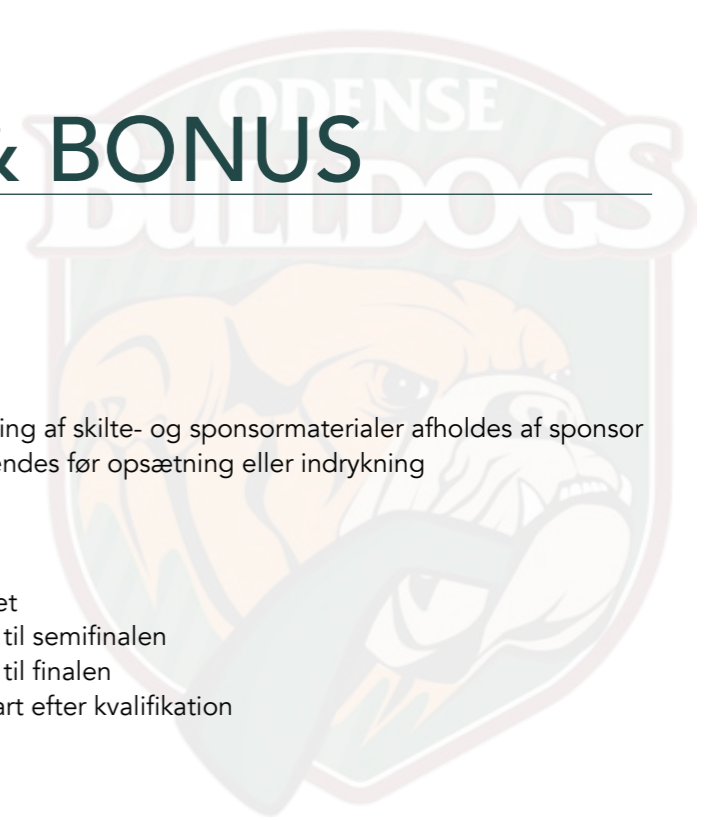 ODENSE
& BONUS
BULLDOGS
ing af skilte- og sponsormaterialer afholdes af sponsor
endes før opsætning eller indrykning
et
til semifinalen
til finalen
art efter kvalifikation